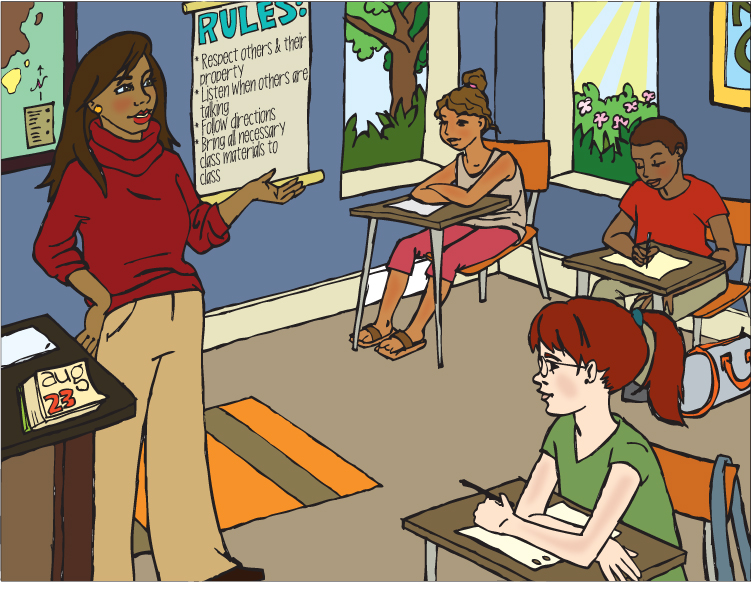 RULES:
* Respect others & their
property
* Listen when others are
talking
* Follow directions
* Bring all necessary
class materials to
class
N
aug
23